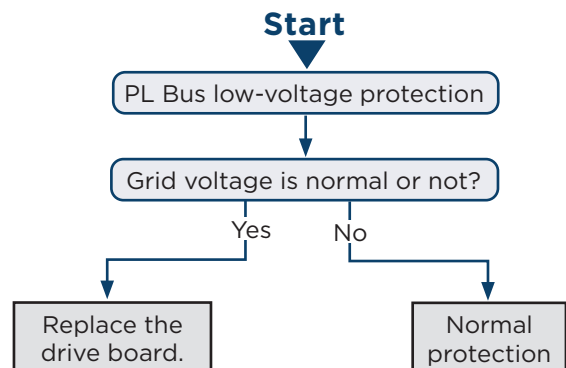 Start
PL Bus low-voltage protection
Grid voltage is normal or not?
Yes
No
Replace the
drive board.
Normal
protection